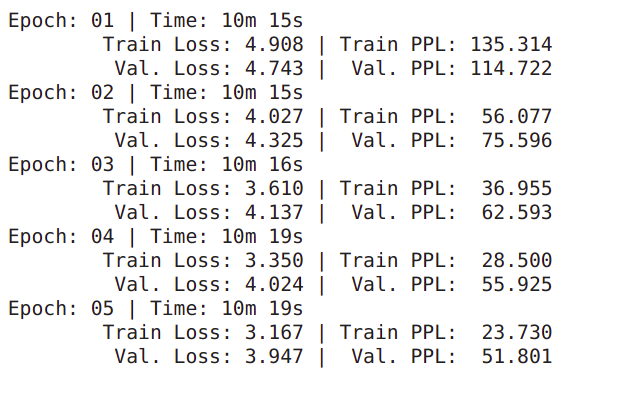 Epoch: 01 | Time: 10m 15s
Train Loss: 4.908 | Train PPL: 135.314
Val. Loss: 4.743 | Val. PPL: 114.722
Epoch: 02 | Time: 10m 15s
Train Loss: 4.027 | Train PPL: 56.077
Val. Loss: 4.325 | Val. PPL: 75.596
Epoch: 03 | Time: 10m 16s
Train Loss: 3.610 | Train PPL: 36.955
Val. Loss: 4.137 | Val. PPL: 62.593
Epoch: 04 | Time: 10m 19s
Train Loss: 3.350 | Train PPL: 28.500
Val. Loss: 4.024 | Val. PPL: 55.925
Epoch: 05 | Time: 10m 19s
Train Loss: 3.167 | Train PPL: 23.730
Val. Loss: 3.947 | Val. PPL: 51.801